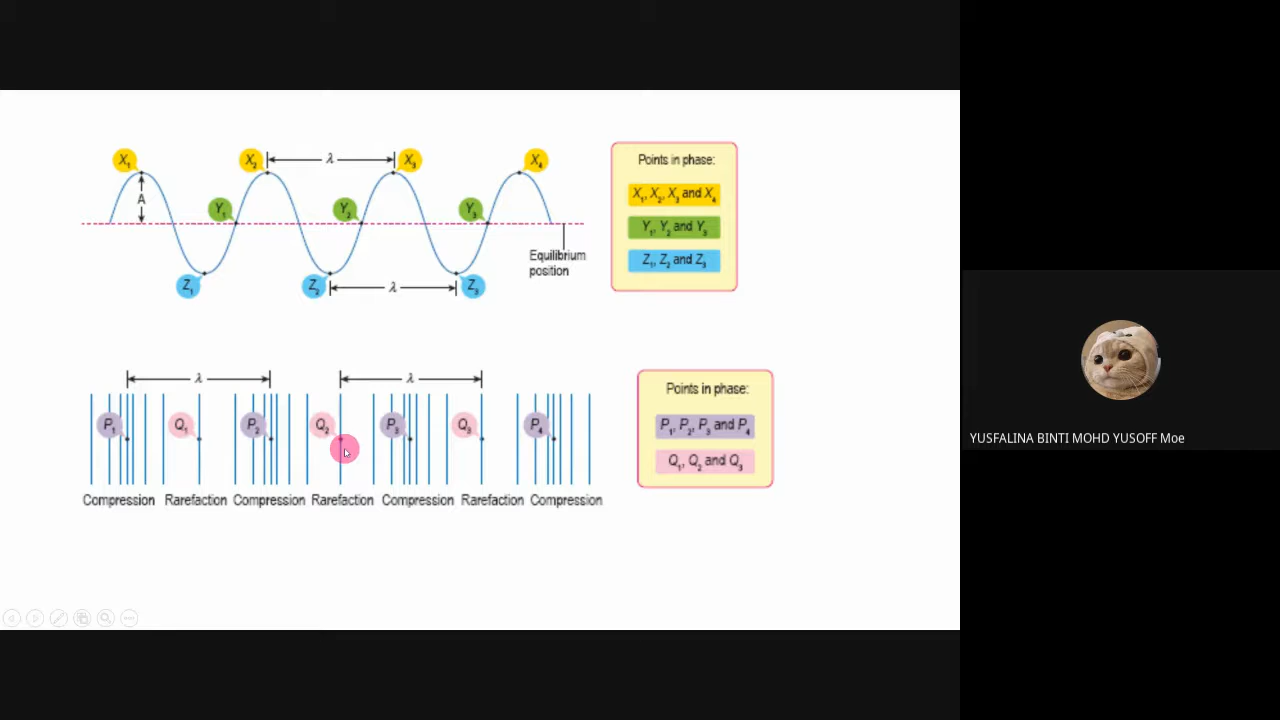 X₁
X₂
λ
X₃
X₄
A
Y₁
Y₂
Y₃
Equilibrium
position
Z₁
Z₂
λ
Z₃
Points in phase:
X₁, X₂, X₃ and X₄
Y₁, Y₂ and Y₃
Z₁, Z₂ and Z₃
λ
λ
P₁
Q₁
P₂
Q₂
P₃
Q₃
P₄
Compression Rarefaction Compression Rarefaction Compression Rarefaction Compression
Points in phase:
P₁, P₂, P₃ and P₄
Q₁, Q₂ and Q₃
YUSFALINA BINTI MOHD YUSOFF Moe